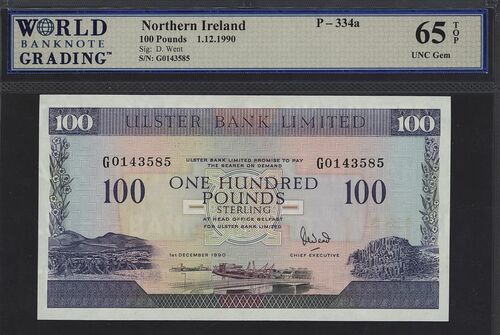 WORLD
BANKNOTE
GRADING™
Northern Ireland
P - 334a
100 Pounds 1.12.1990
Sig: D. Went
S/N: G0143585
65 TOP
UNC Gem
100
100
ULSTER BANK LIMITED
G0143585
ULSTER BANK LIMITED PROMISE TO PAY
THE BEARER ON DEMAND
G0143585
100
ONE HUNDRED
POUNDS
STERLING
100
AT HEAD OFFICE BELFAST
FOR ULSTER BANK LIMITED
1ST DECEMBER 1990
DWent
CHIEF EXECUTIVE